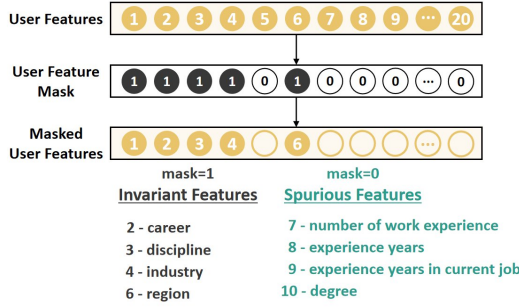 User Features 1 2 3 4 5 6 7 8 9 ... 20
User Feature Mask 1 1 1 1 0 1 0 0 0 ... 0
Masked User Features 1 2 3 4 6 ...
mask=1
Invariant Features
2 - career
3 - discipline
4 - industry
6 - region
mask=0
Spurious Features
7 - number of work experience
8 - experience years
9 - experience years in current job
10 - degree